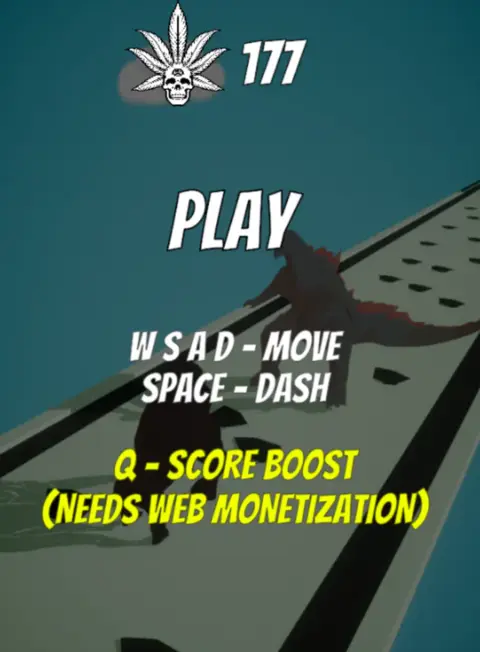 177
PLAY
W S A D - MOVE
SPACE - DASH
Q - SCORE BOOST
(NEEDS WEB MONETIZATION)